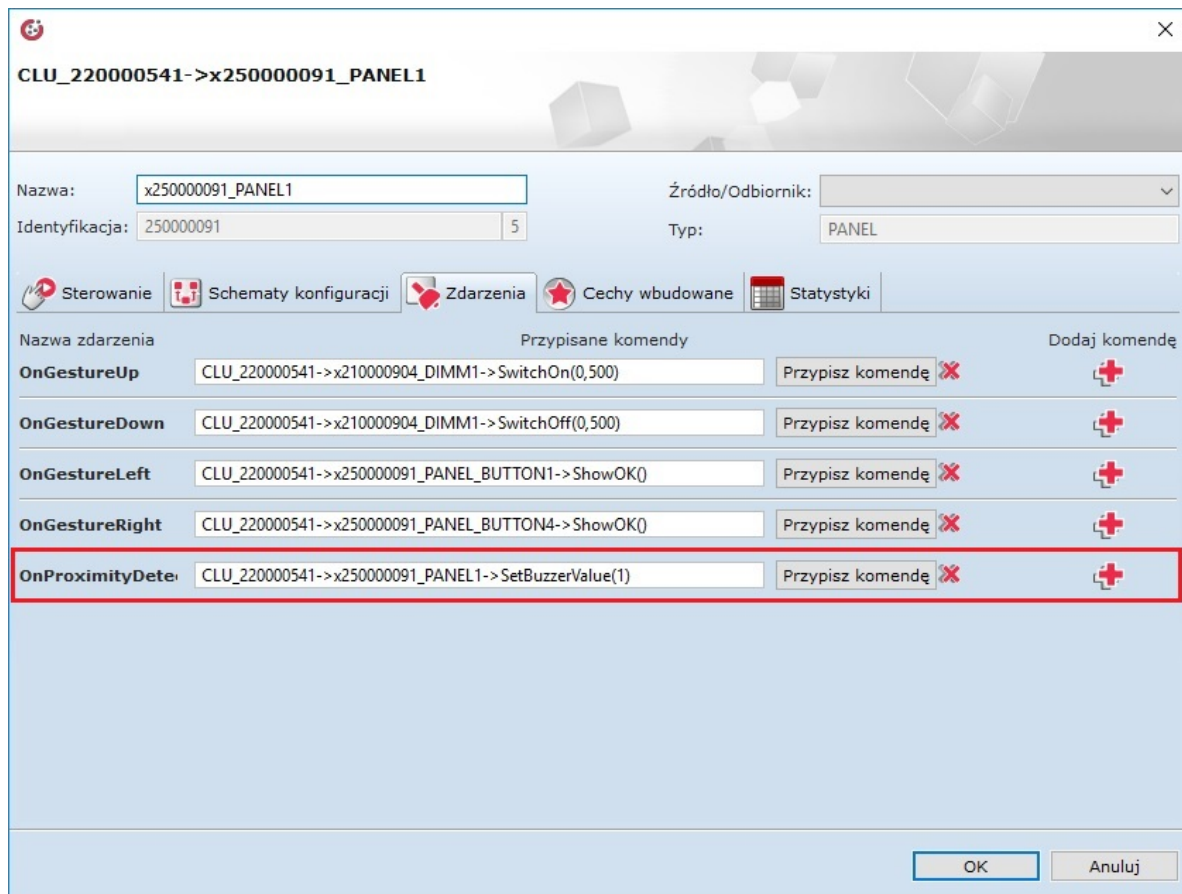 CLU_220000541->x250000091_PANEL1
Nazwa: x250000091_PANEL1 Źródło/Odbiornik:
Identyfikacja: 250000091 5 Typ: PANEL
Sterowanie Schematy konfiguracji Zdarzenia Cechy wbudowane Statystyki
Nazwa zdarzenia Przypisane komendy Dodaj komendę
OnGestureUp CLU_220000541->x210000904_DIMM1->SwitchOn(0,500) Przypisz komendę
OnGestureDown CLU_220000541->x210000904_DIMM1->SwitchOff(0,500) Przypisz komendę
OnGestureLeft CLU_220000541->x250000091_PANEL_BUTTON1->ShowOK() Przypisz komendę
OnGestureRight CLU_220000541->x250000091_PANEL_BUTTON4->ShowOK() Przypisz komendę
OnProximityDete CLU_220000541->x250000091_PANEL1->SetBuzzerValue(1) Przypisz komendę
OK Anuluj